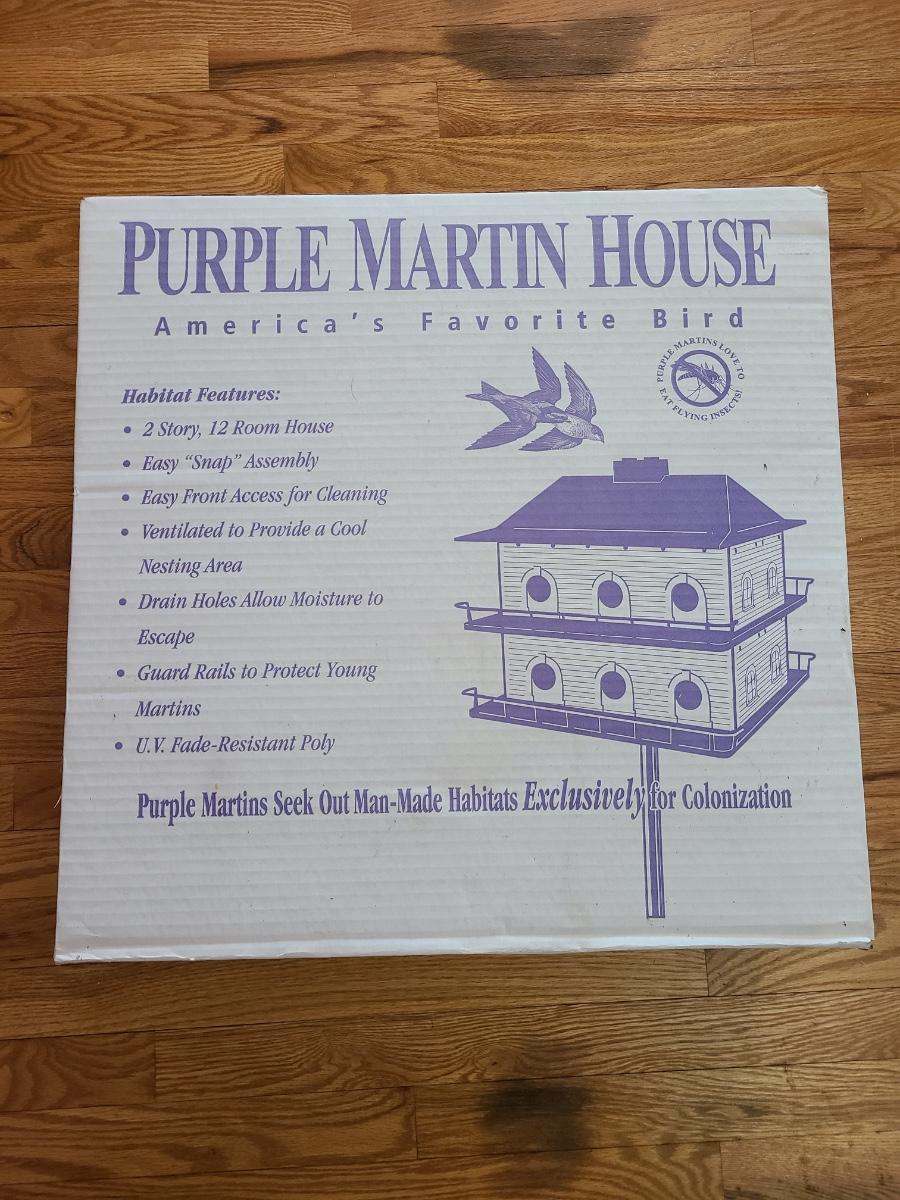 PURPLE MARTIN HOUSE
America's Favorite Bird
PURPLE MARTINS LOVE TO
EAT FLYING INSECTS!
Habitat Features:
• 2 Story, 12 Room House
• Easy "Snap" Assembly
• Easy Front Access for Cleaning
• Ventilated to Provide a Cool
Nesting Area
• Drain Holes Allow Moisture to
Escape
• Guard Rails to Protect Young
Martins
• U.V. Fade-Resistant Poly
Purple Martins Seek Out Man-Made Habitats Exclusively for Colonization